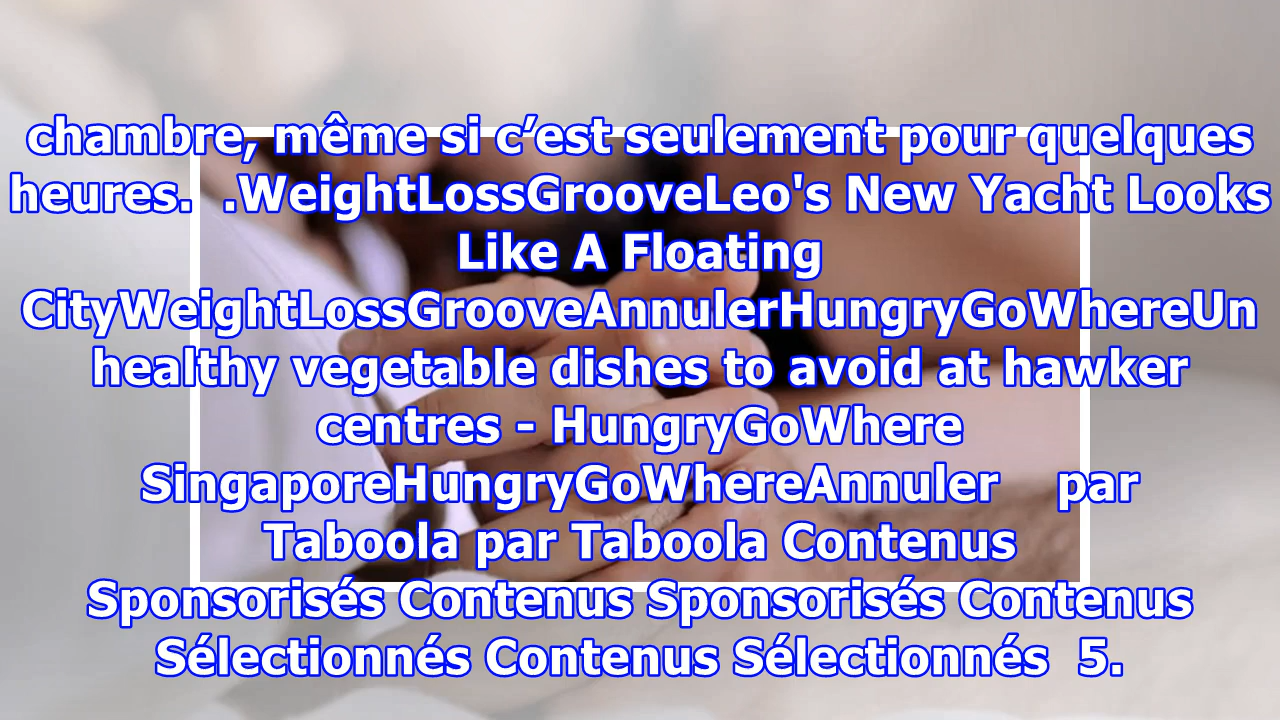 chambre, même si c’est seulement pour quelques
heures.  .WeightLossGrooveLeo's New Yacht Looks
Like A Floating
CityWeightLossGrooveAnnulerHungryGoWhereUn
healthy vegetable dishes to avoid at hawker
centres - HungryGoWhere
SingaporeHungryGoWhereAnnuler    par
Taboola par Taboola Contenus
Sponsorisés Contenus Sponsorisés Contenus
Sélectionnés Contenus Sélectionnés  5.